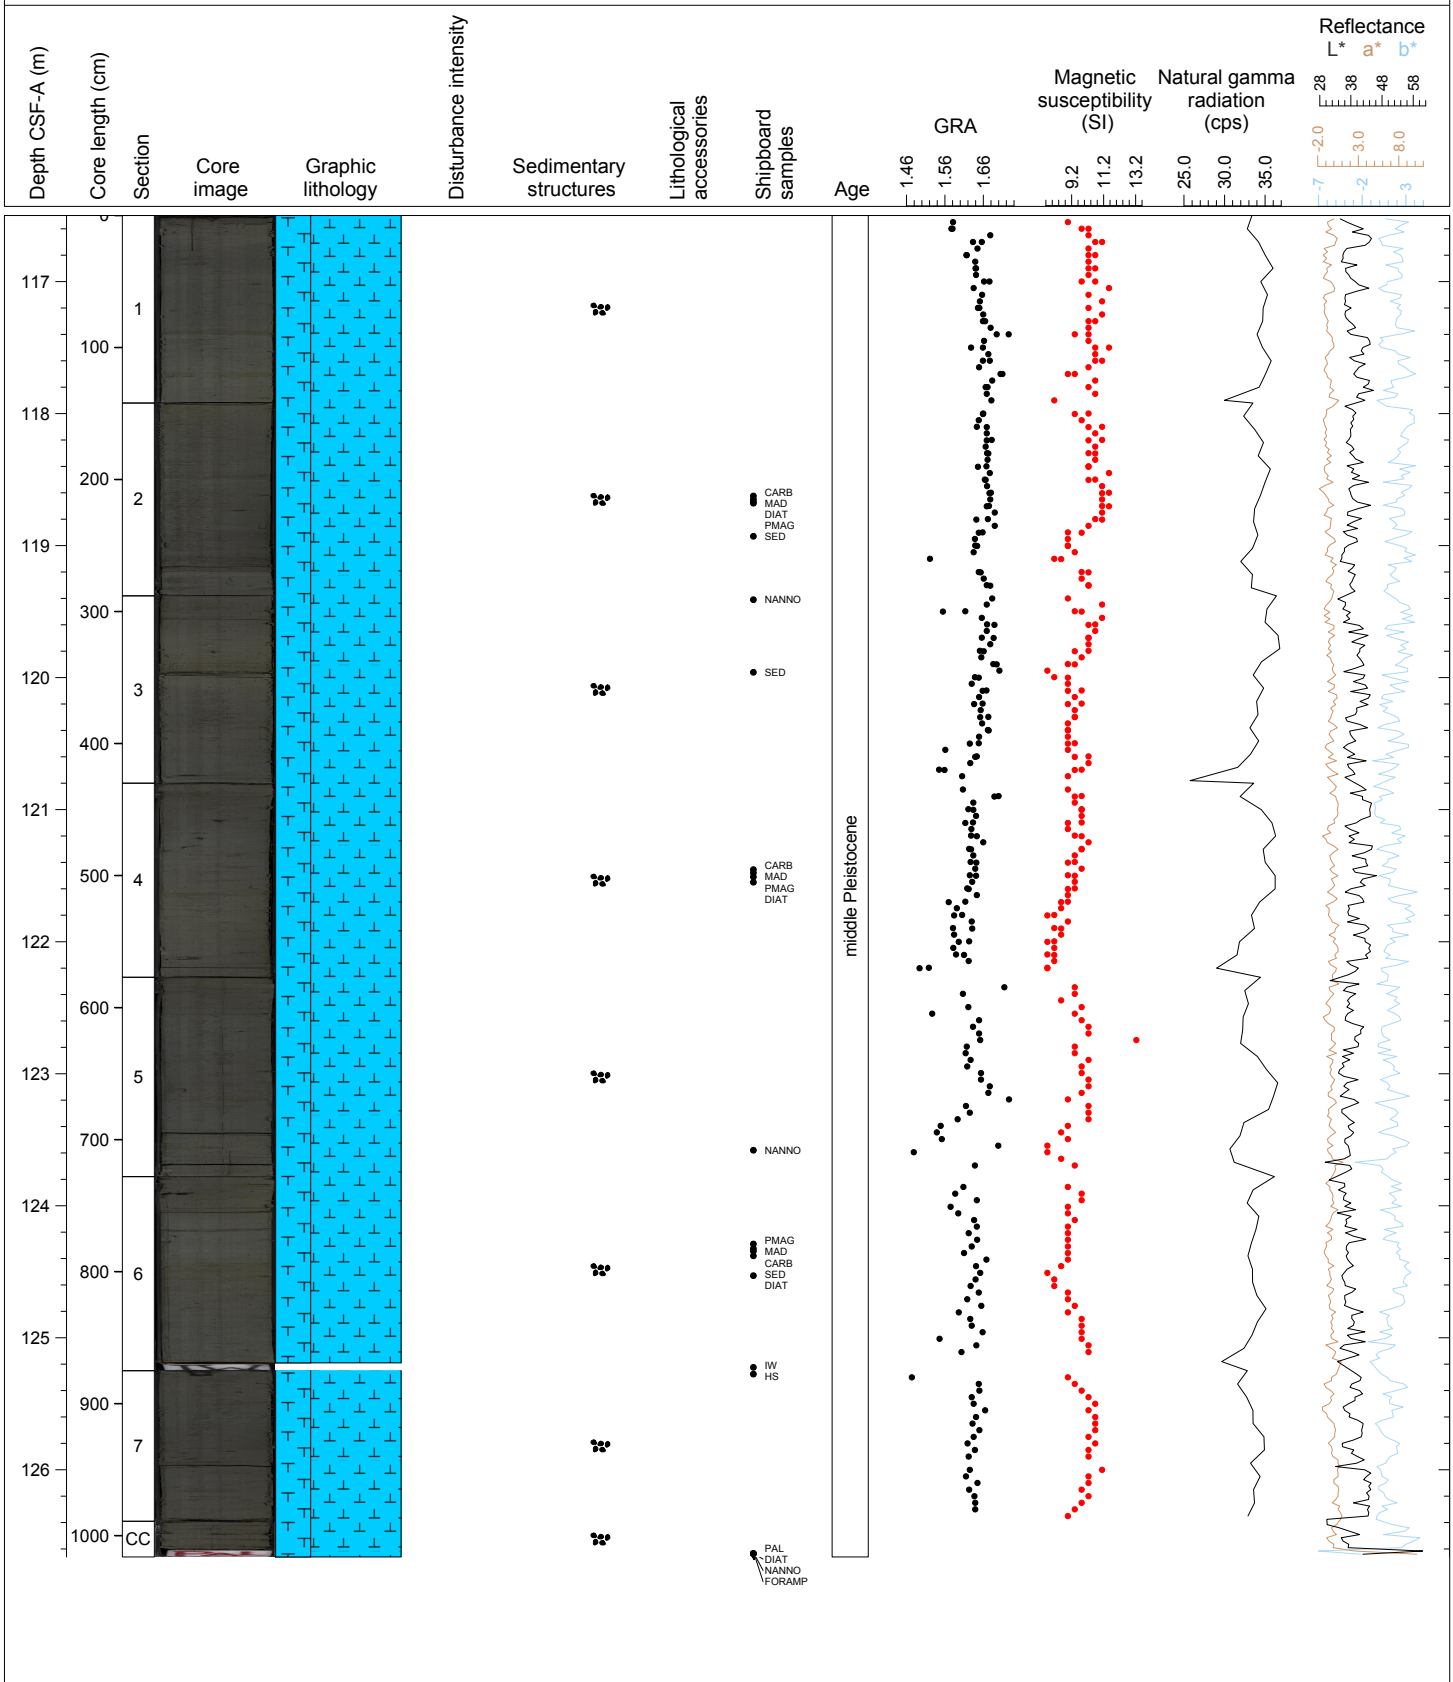 Depth CSF-A (m)
Core length (cm)
Section
Core
image
Graphic
lithology
Disturbance intensity
Sedimentary
structures
Lithological
accessories
Shipboard
samples
Age
GRA
1.46 1.56 1.66
Magnetic
susceptibility
(SI)
9.2 11.2 13.2
Natural gamma
radiation
(cps)
25.0 30.0 35.0
Reflectance
L* a* b*
28 38 48 58
-2.0 3.0 8.0
-7 -2 3
0
117
1
100
118
200
2
CARB
MAD
DIAT
PMAG
SED
119
300
NANNO
120
3
SED
400
121
500
4
CARB
MAD
PMAG
DIAT
middle Pleistocene
122
600
123
5
700
NANNO
124
800
6
PMAG
MAD
CARB
SED
DIAT
125
IW
HS
900
7
126
1000
CC
PAL
DIAT
NANNO
FORAMP